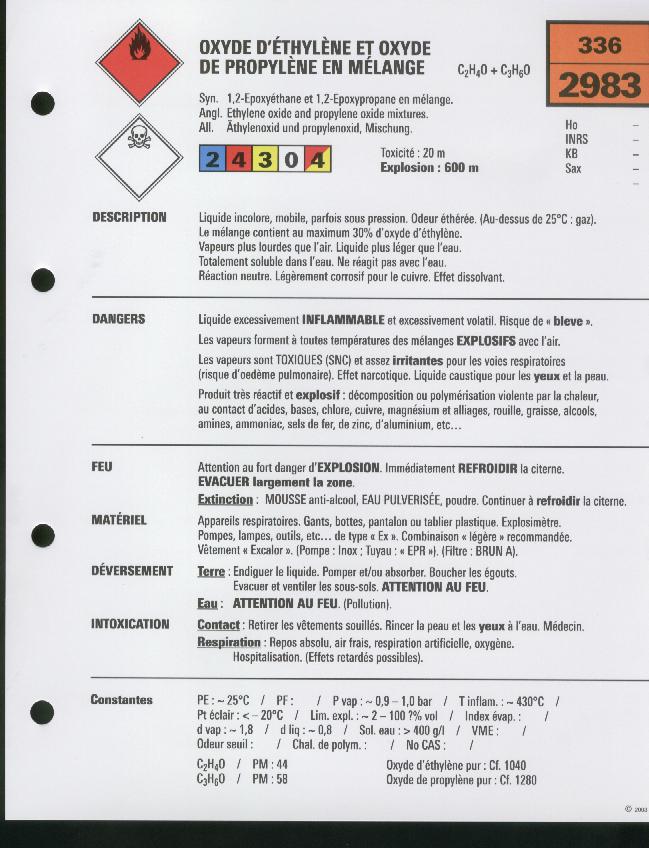 OXYDE D'ÉTHYLÈNE ET OXYDE
DE PROPYLÈNE EN MÉLANGE C₂H₄O + C₃H₆O
336
2983
Syn. 1,2-Epoxyéthane et 1,2-Epoxypropane en mélange.
Angl. Ethylene oxide and propylene oxide mixtures.
All. Äthylenoxid und propylenoxid, Mischung.
2 4 3 0 4
Toxicité : 20 m
Explosion : 600 m
Ho –
INRS –
KB –
Sax –
–
DESCRIPTION Liquide incolore, mobile, parfois sous pression. Odeur éthérée. (Au-dessus de 25°C : gaz).
Le mélange contient au maximum 30% d'oxyde d'éthylène.
Vapeurs plus lourdes que l'air. Liquide plus léger que l'eau.
Totalement soluble dans l'eau. Ne réagit pas avec l'eau.
Réaction neutre. Légèrement corrosif pour le cuivre. Effet dissolvant.
DANGERS Liquide excessivement INFLAMMABLE et excessivement volatil. Risque de « bleve ».
Les vapeurs forment à toutes températures des mélanges EXPLOSIFS avec l'air.
Les vapeurs sont TOXIQUES (SNC) et assez irritantes pour les voies respiratoires
(risque d'oedème pulmonaire). Effet narcotique. Liquide caustique pour les yeux et la peau.
Produit très réactif et explosif : décomposition ou polymérisation violente par la chaleur,
au contact d'acides, bases, chlore, cuivre, magnésium et alliages, rouille, graisse, alcools,
amines, ammoniac, sels de fer, de zinc, d'aluminium, etc...
FEU Attention au fort danger d'EXPLOSION. Immédiatement REFROIDIR la citerne.
EVACUER largement la zone.
Extinction : MOUSSE anti-alcool, EAU PULVERISÉE, poudre. Continuer à refroidir la citerne.
MATÉRIEL Appareils respiratoires. Gants, bottes, pantalon ou tablier plastique. Explosimètre.
Pompes, lampes, outils, etc... de type « Ex ». Combinaison « légère » recommandée.
Vêtement « Excalor ». (Pompe : Inox ; Tuyau : « EPR »). (Filtre : BRUN A).
DÉVERSEMENT Terre : Endiguer le liquide. Pomper et/ou absorber. Boucher les égouts.
Evacuer et ventiler les sous-sols. ATTENTION AU FEU.
Eau : ATTENTION AU FEU. (Pollution).
INTOXICATION Contact : Retirer les vêtements souillés. Rincer la peau et les yeux à l'eau. Médecin.
Respiration : Repos absolu, air frais, respiration artificielle, oxygène.
Hospitalisation. (Effets retardés possibles).
Constantes PE : ~ 25°C / PF : / P vap : ~ 0,9 – 1,0 bar / T inflam. : ~ 430°C /
Pt éclair : < – 20°C / Lim. expl. : ~ 2 – 100 ?% vol / Index évap. : /
d vap : ~ 1,8 / d liq : ~ 0,8 / Sol. eau : > 400 g/l / VME : /
Odeur seuil : / Chal. de polym. : / No CAS : /
C₂H₄O / PM : 44 Oxyde d'éthylène pur : Cf. 1040
C₃H₆O / PM : 58 Oxyde de propylène pur : Cf. 1280
© 2003